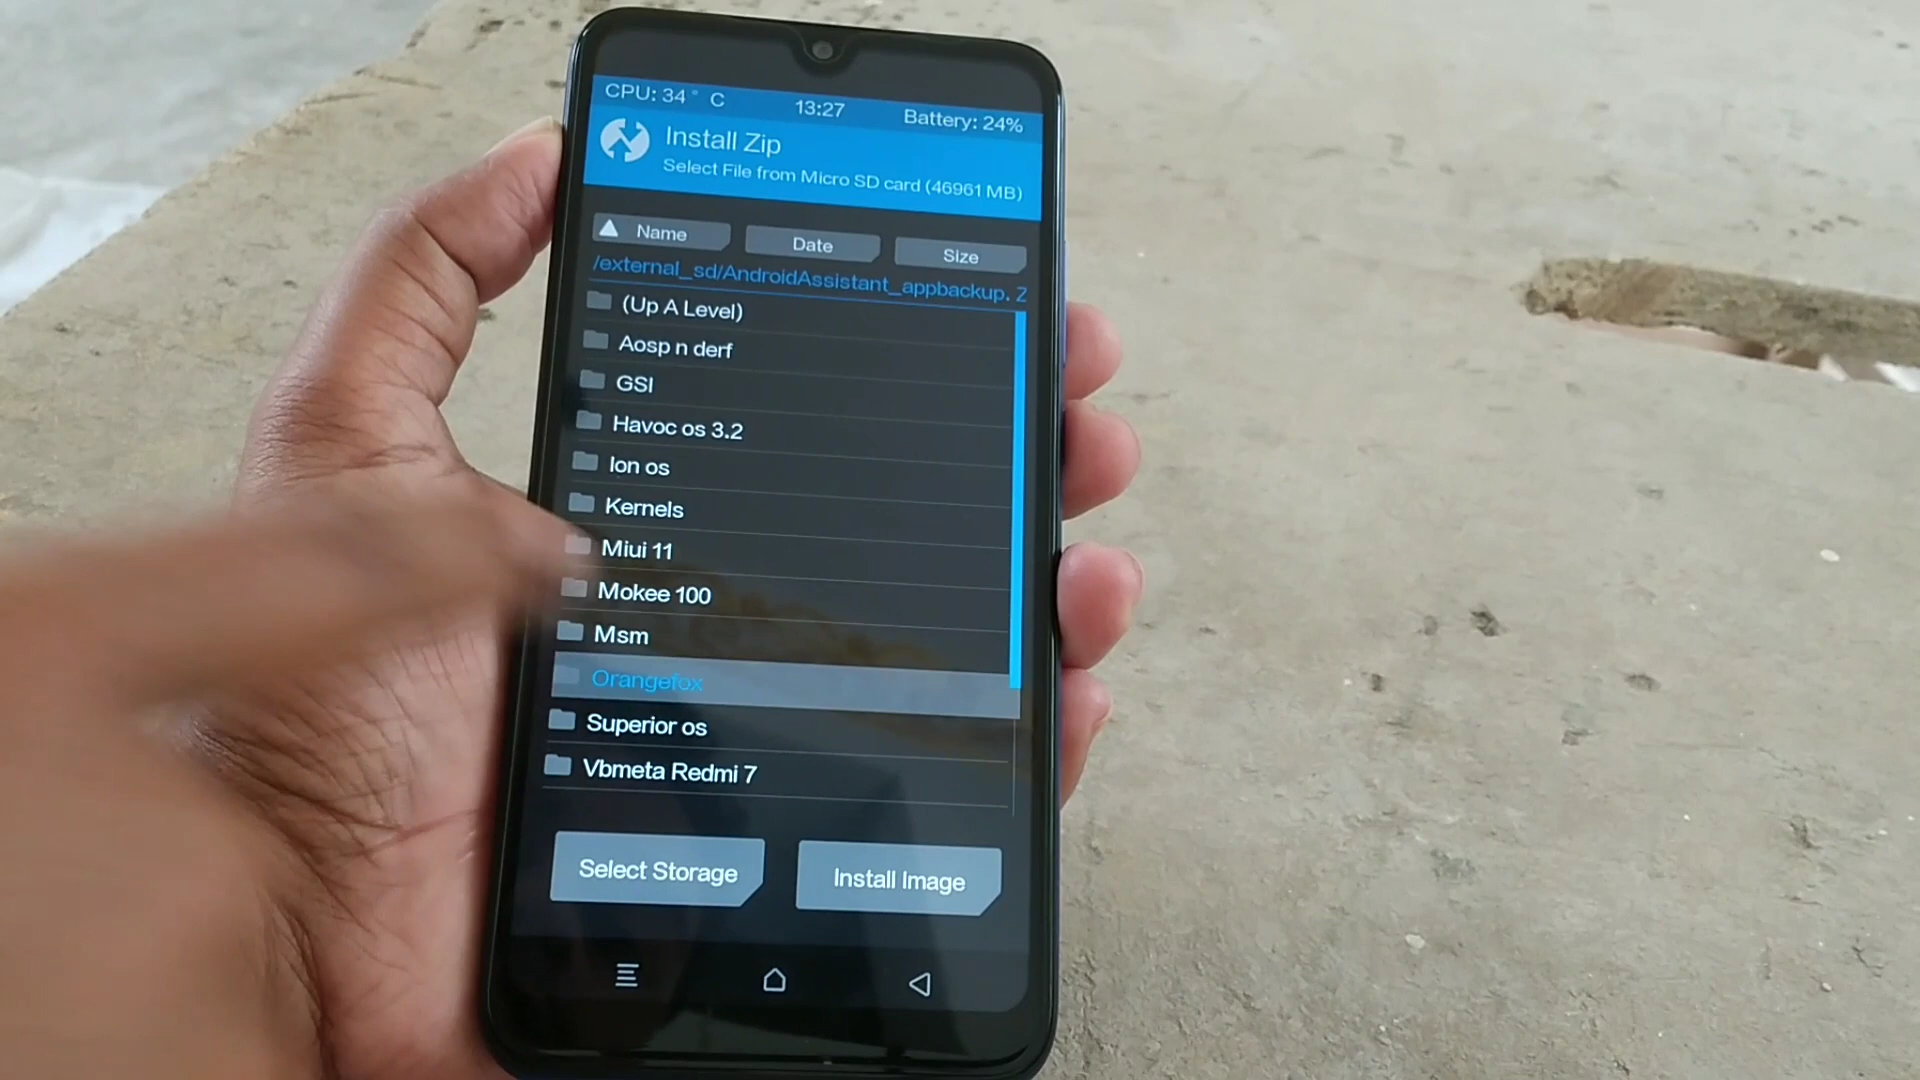 CPU: 34 ° C 13:27 Battery: 24%
Install Zip
Select File from Micro SD card (46961 MB)
Name Date Size
/external_sd/AndroidAssistant_appbackup. 2
(Up A Level)
Aosp n derf
GSI
Havoc os 3.2
Ion os
Kernels
Miui 11
Mokee 100
Msm
Orangefox
Superior os
Vbmeta Redmi 7
Select Storage Install Image